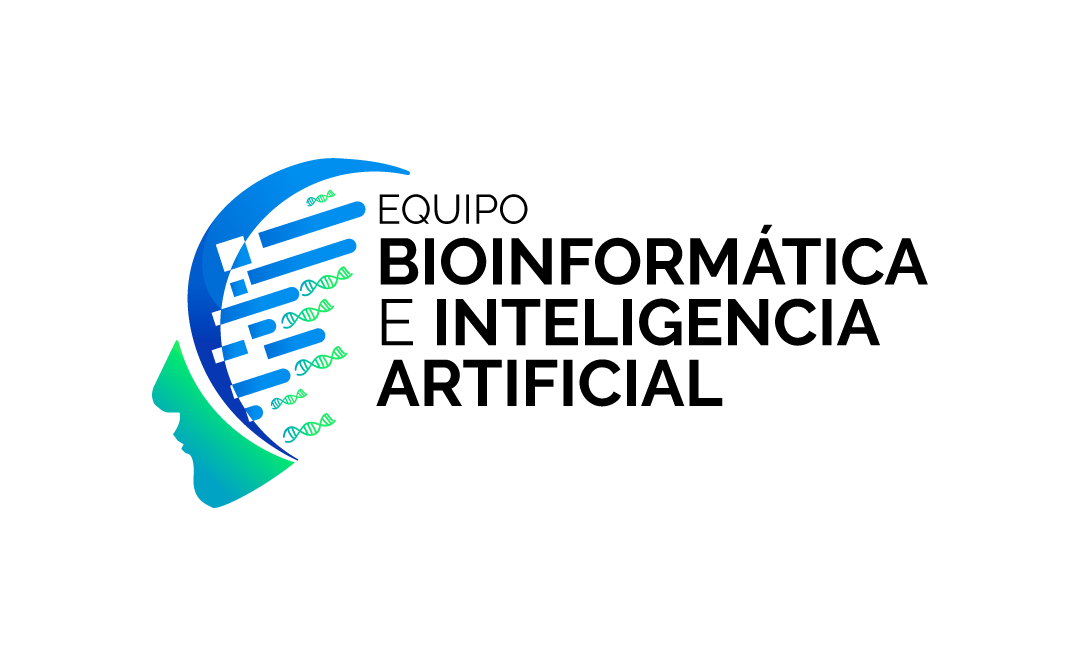 EQUIPO
BIOINFORMÁTICA
E INTELIGENCIA
ARTIFICIAL